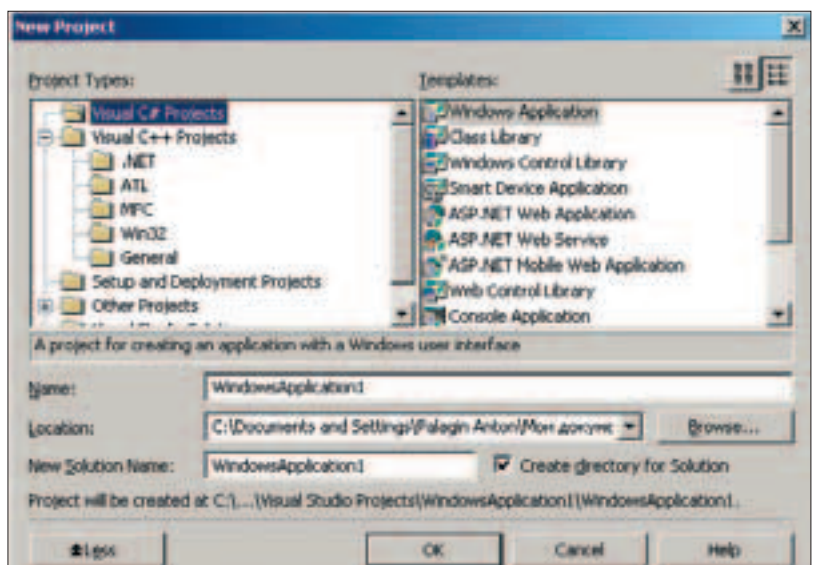 New Project
Project Types:
Visual C# Projects
Visual C++ Projects
.NET
ATL
MFC
Win32
General
Setup and Deployment Projects
Other Projects
Templates:
Windows Application
Class Library
Windows Control Library
Smart Device Application
ASP.NET Web Application
ASP.NET Web Service
ASP.NET Mobile Web Application
Web Control Library
Console Application
A project for creating an application with a Windows user interface
Name:
WindowsApplication1
Location:
C:\Documents and Settings\Palagin Anton\Мои докуме
Browse...
New Solution Name:
WindowsApplication1
Create directory for Solution
Project will be created at C:\,...\Visual Studio Projects\WindowsApplication1\WindowsApplication1.
Less
OK
Cancel
Help